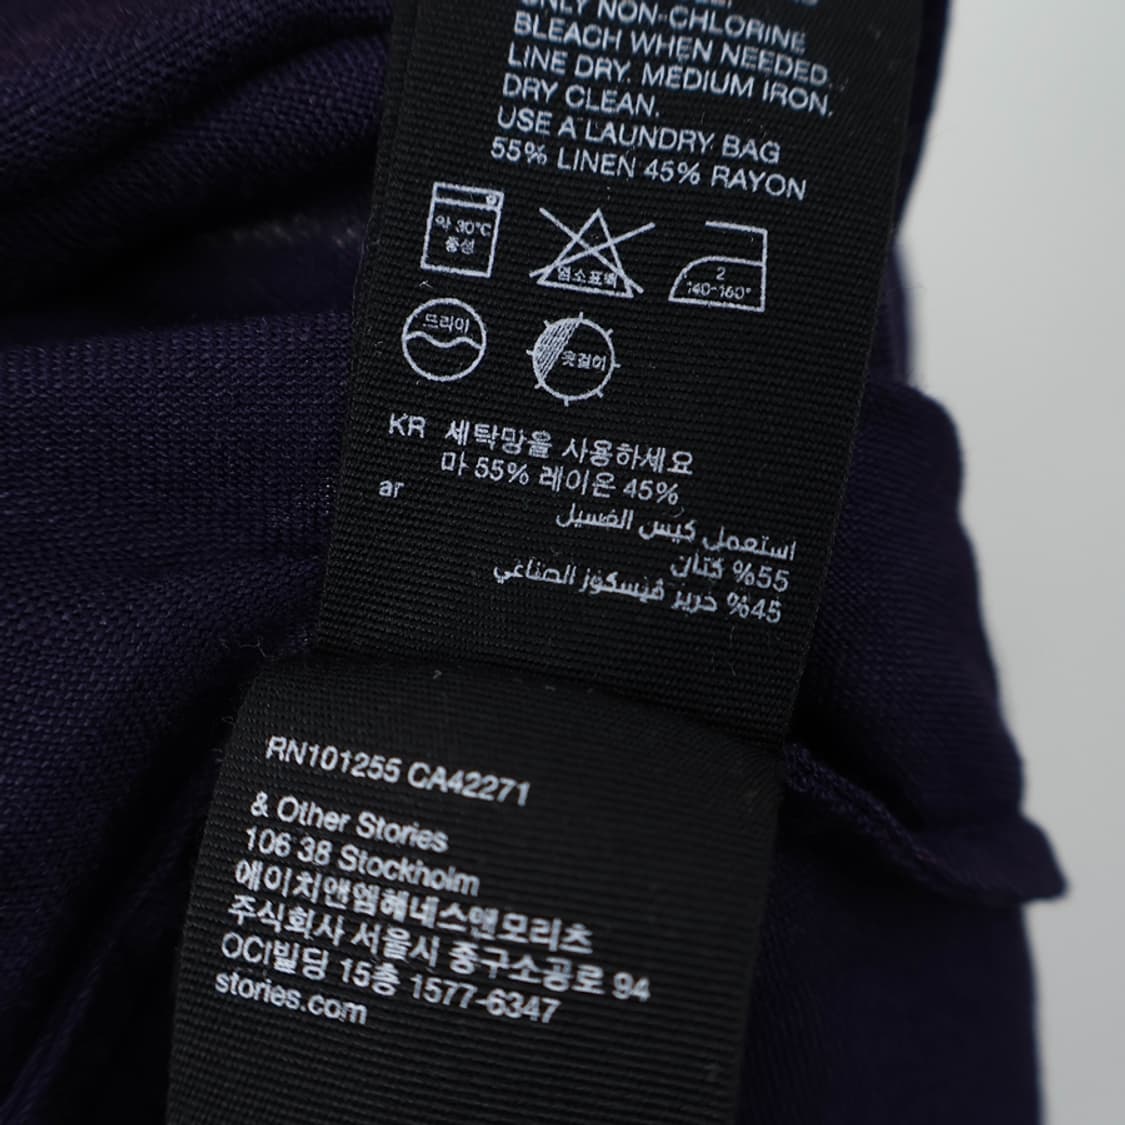 ONLY NON-CHLORINE
BLEACH WHEN NEEDED.
LINE DRY. MEDIUM IRON.
DRY CLEAN.
USE A LAUNDRY BAG
55% LINEN 45% RAYON
약 30℃
중성
염소표백
2
140-160°
드라이
옷걸이
KR 세탁망을 사용하세요
마 55% 레이온 45%
ar
استعمل كيس الغسيل
55% كتان
45% حرير ڤيسكوز الصناعي
RN101255 CA42271
& Other Stories
106 38 Stockholm
에이치앤엠헤네스앤모리츠
주식회사 서울시 중구소공로 94
OCI빌딩 15층 1577-6347
stories.com